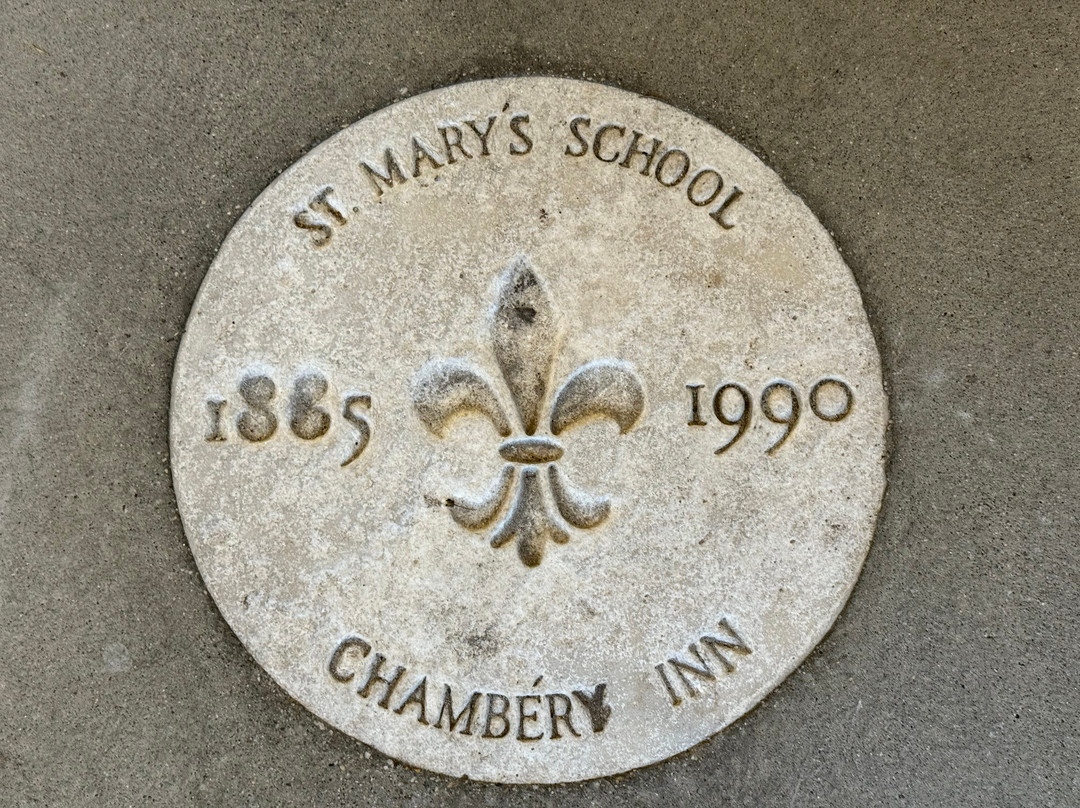 ST. MARY'S SCHOOL
1885 1990
CHAMBÉRY INN